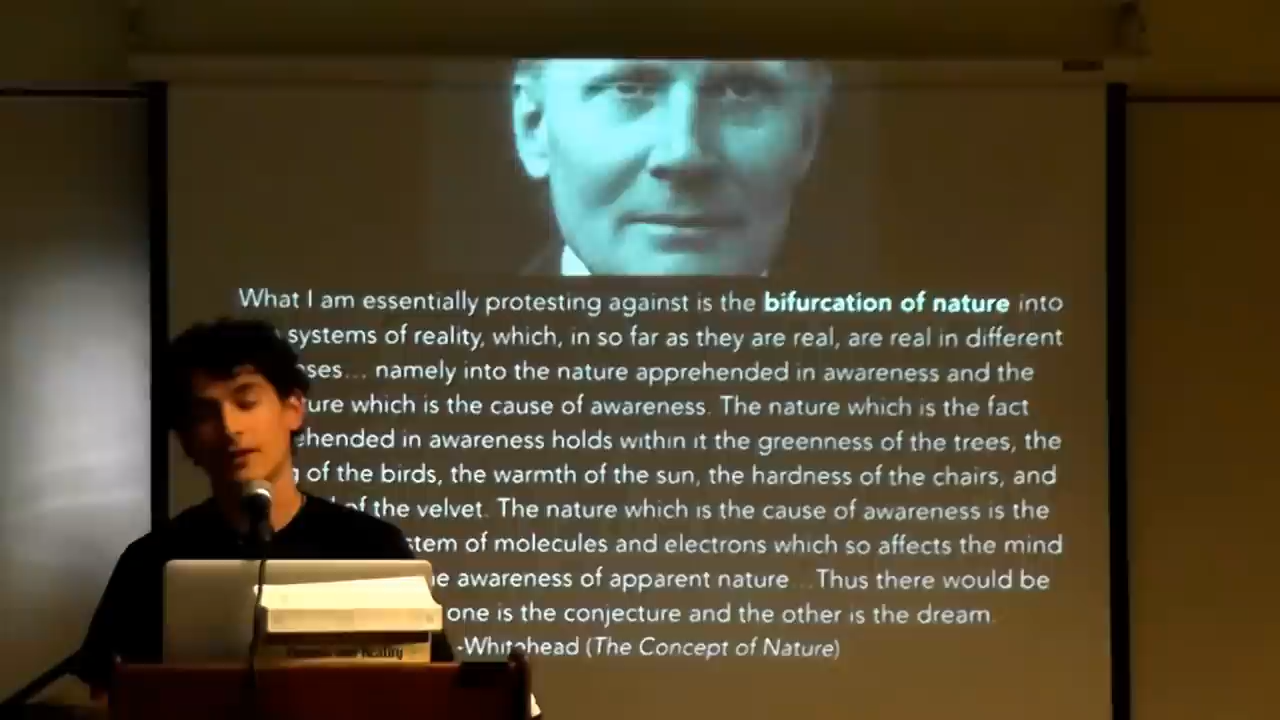 What I am essentially protesting against is the bifurcation of nature into
systems of reality, which, in so far as they are real, are real in different
ses... namely into the nature apprehended in awareness and the
ure which is the cause of awareness. The nature which is the fact
ehended in awareness holds within it the greenness of the trees, the
g of the birds, the warmth of the sun, the hardness of the chairs, and
of the velvet. The nature which is the cause of awareness is the
stem of molecules and electrons which so affects the mind
awareness of apparent nature...Thus there would be
one is the conjecture and the other is the dream.
-Whitehead (The Concept of Nature)
Reality